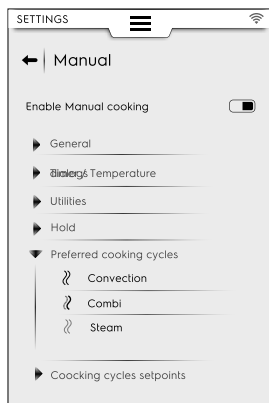 SETTINGS
Manual
Enable Manual cooking
General
Temperature
Utilities
Hold
Preferred cooking cycles
Convection
Combi
Steam
Coocking cycles setpoints